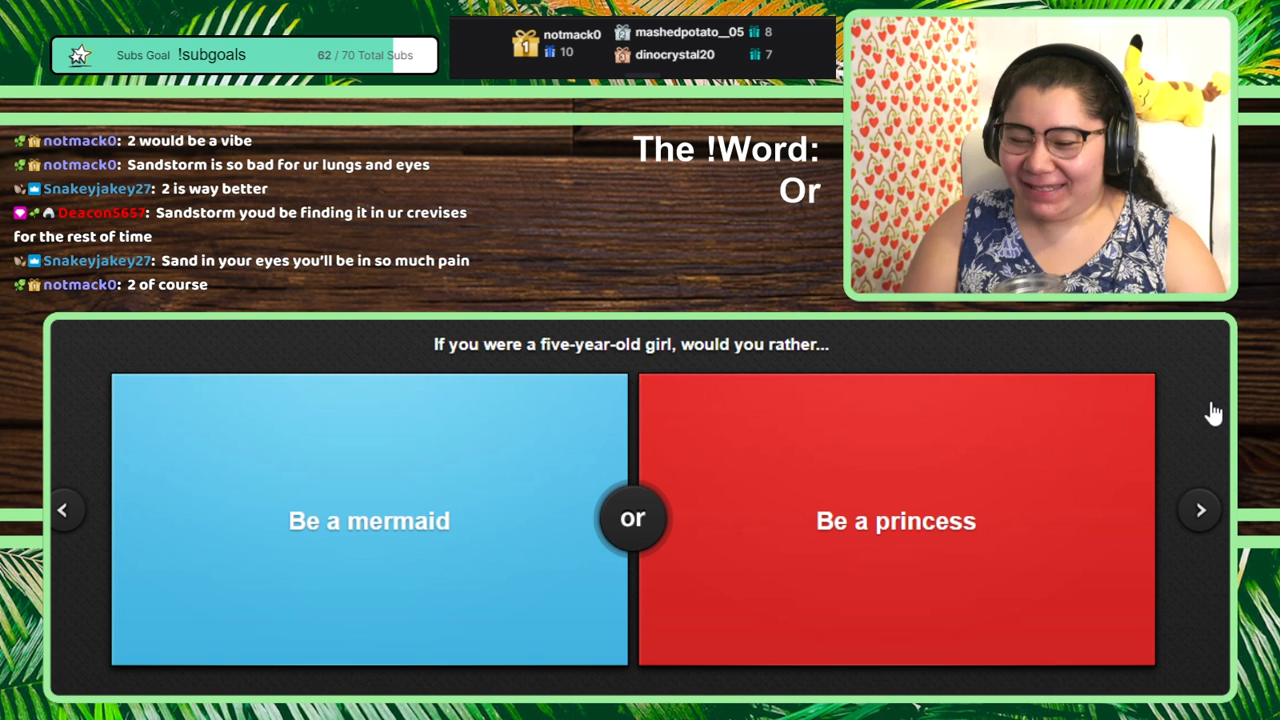 Subs Goal !subgoals 62 / 70 Total Subs
1 notmack0 10
mashedpotato__05 8
dinocrystal20 7
notmack0: 2 would be a vibe
notmack0: Sandstorm is so bad for ur lungs and eyes
Snakeyjakey27: 2 is way better
Deacon5657: Sandstorm youd be finding it in ur crevises
for the rest of time
Snakeyjakey27: Sand in your eyes you'll be in so much pain
notmack0: 2 of course
The !Word:
Or
If you were a five-year-old girl, would you rather...
Be a mermaid
or
Be a princess